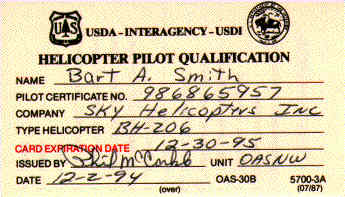 UAS
USDA - INTERAGENCY - USDI
HELICOPTER PILOT QUALIFICATION
NAME Bart A. Smith
PILOT CERTIFICATE NO. 986865957
COMPANY SKY Helicopters Inc
TYPE HELICOPTER BH-206
CARD EXPIRATION DATE 12-30-95
ISSUED BY Phil McCorkle UNIT OASNW
DATE 12-2-94 OAS-30B 5700-3A
(over) (07/87)